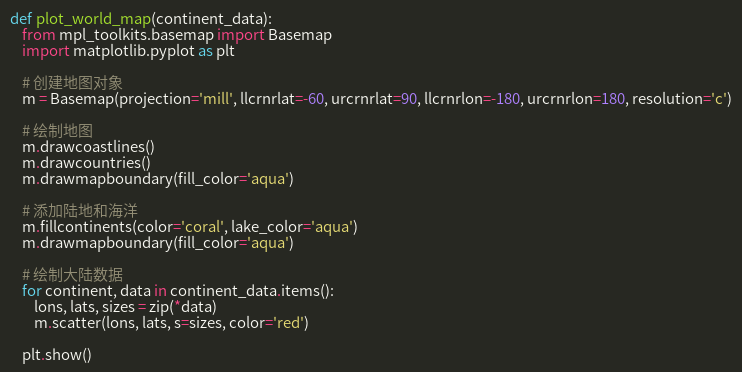 def plot_world_map(continent_data):
    from mpl_toolkits.basemap import Basemap
    import matplotlib.pyplot as plt

    # 创建地图对象
    m = Basemap(projection='mill', llcrnrlat=-60, urcrnrlat=90, llcrnrlon=-180, urcrnrlon=180, resolution='c')

    # 绘制地图
    m.drawcoastlines()
    m.drawcountries()
    m.drawmapboundary(fill_color='aqua')

    # 添加陆地和海洋
    m.fillcontinents(color='coral', lake_color='aqua')
    m.drawmapboundary(fill_color='aqua')

    # 绘制大陆数据
    for continent, data in continent_data.items():
        lons, lats, sizes = zip(*data)
        m.scatter(lons, lats, s=sizes, color='red')

    plt.show()